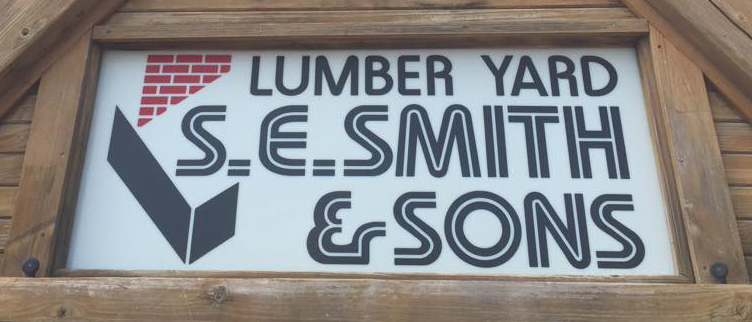 LUMBER YARD
S.E.SMITH
& SONS